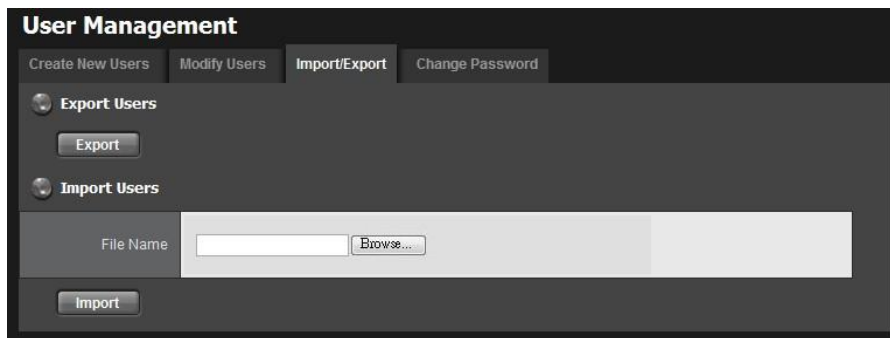 User Management
Create New Users Modify Users Import/Export Change Password
Export Users
Export
Import Users
File Name Browse...
Import